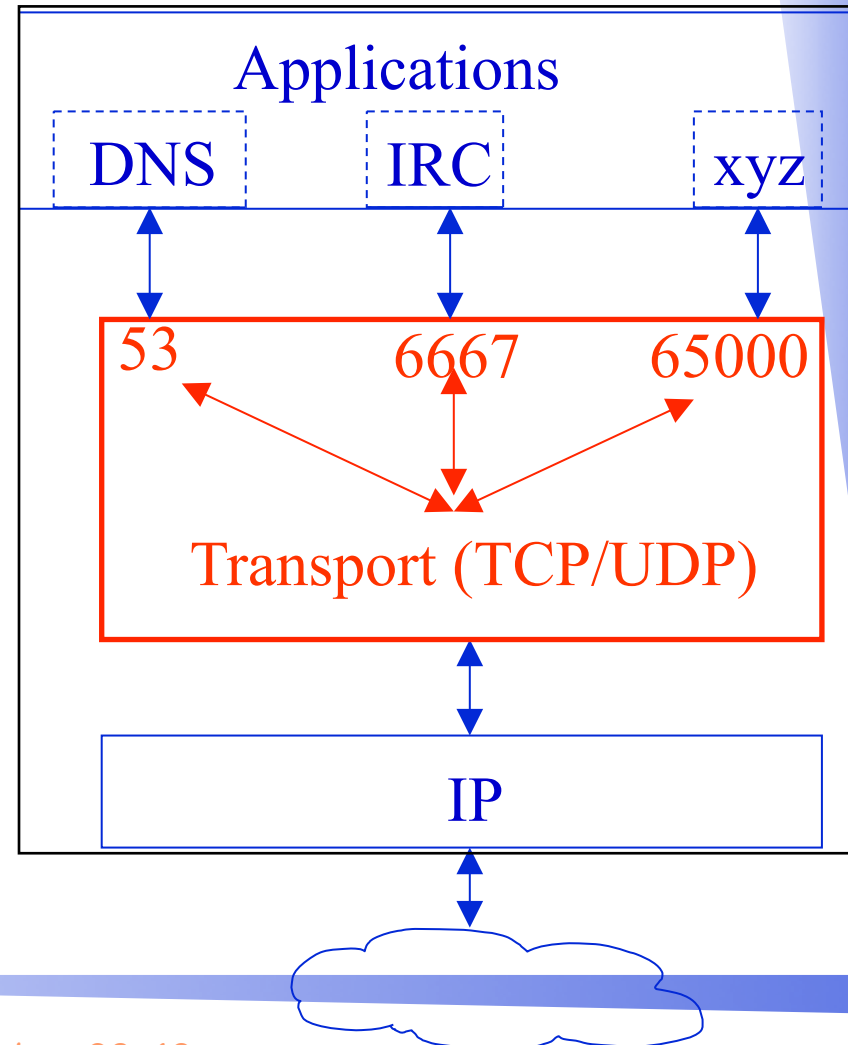 Applications
DNS IRC xyz
53 6667 65000
Transport (TCP/UDP)
IP